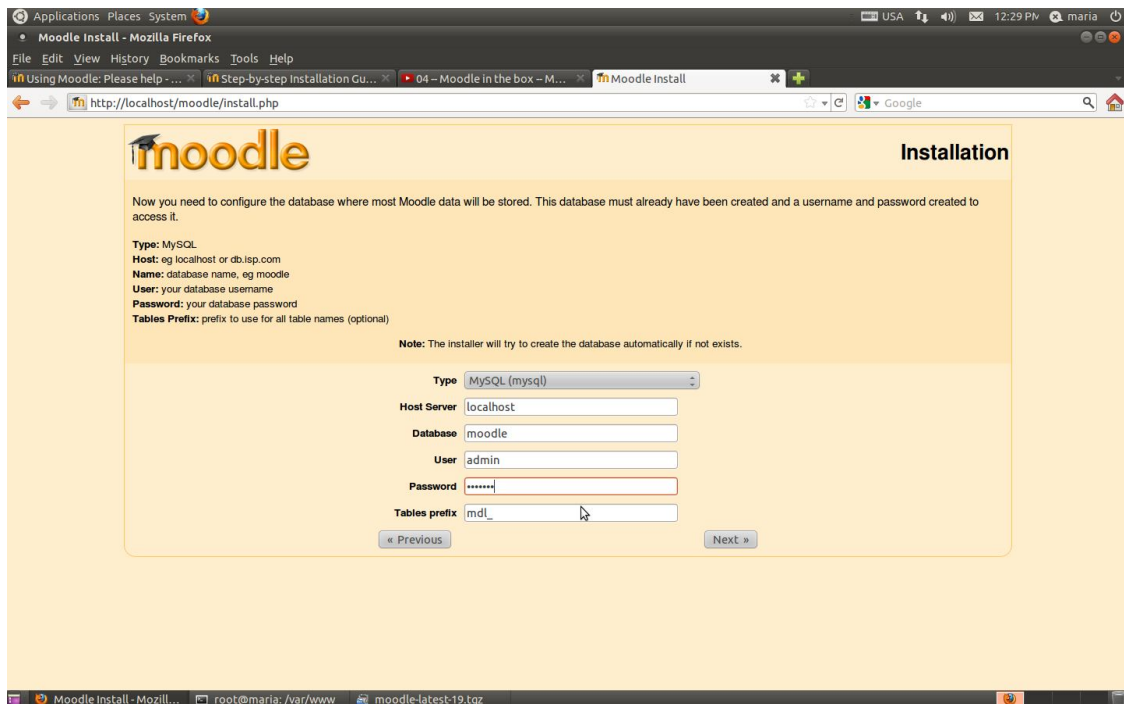 Applications Places System USA 12:29 PM maria
Moodle Install - Mozilla Firefox
File Edit View History Bookmarks Tools Help
Using Moodle: Please help - ... Step-by-step Installation Gu... 04 – Moodle in the box – M... Moodle Install
http://localhost/moodle/install.php Google
moodle Installation
Now you need to configure the database where most Moodle data will be stored. This database must already have been created and a username and password created to
access it.
Type: MySQL
Host: eg localhost or db.isp.com
Name: database name, eg moodle
User: your database username
Password: your database password
Tables Prefix: prefix to use for all table names (optional)
Note: The installer will try to create the database automatically if not exists.
Type MySQL (mysql)
Host Server localhost
Database moodle
User admin
Password •••••••
Tables prefix mdl_
« Previous Next »
Moodle Install - Mozill... root@maria: /var/www moodle-latest-19.tgz